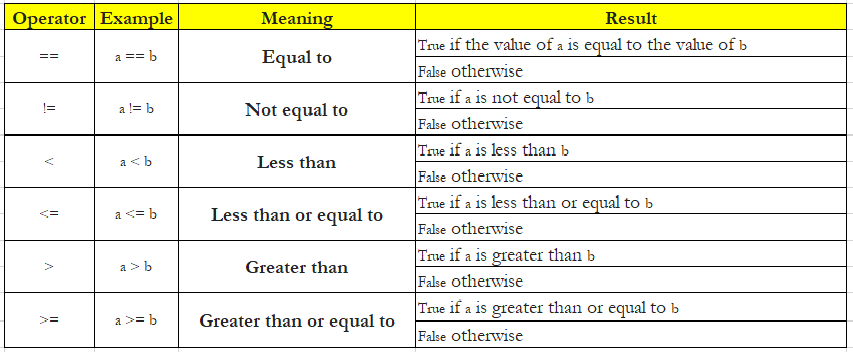 Operator Example Meaning Result
== a == b Equal to True if the value of a is equal to the value of b
False otherwise
!= a != b Not equal to True if a is not equal to b
False otherwise
< a < b Less than True if a is less than b
False otherwise
<= a <= b Less than or equal to True if a is less than or equal to b
False otherwise
> a > b Greater than True if a is greater than b
False otherwise
>= a >= b Greater than or equal to True if a is greater than or equal to b
False otherwise